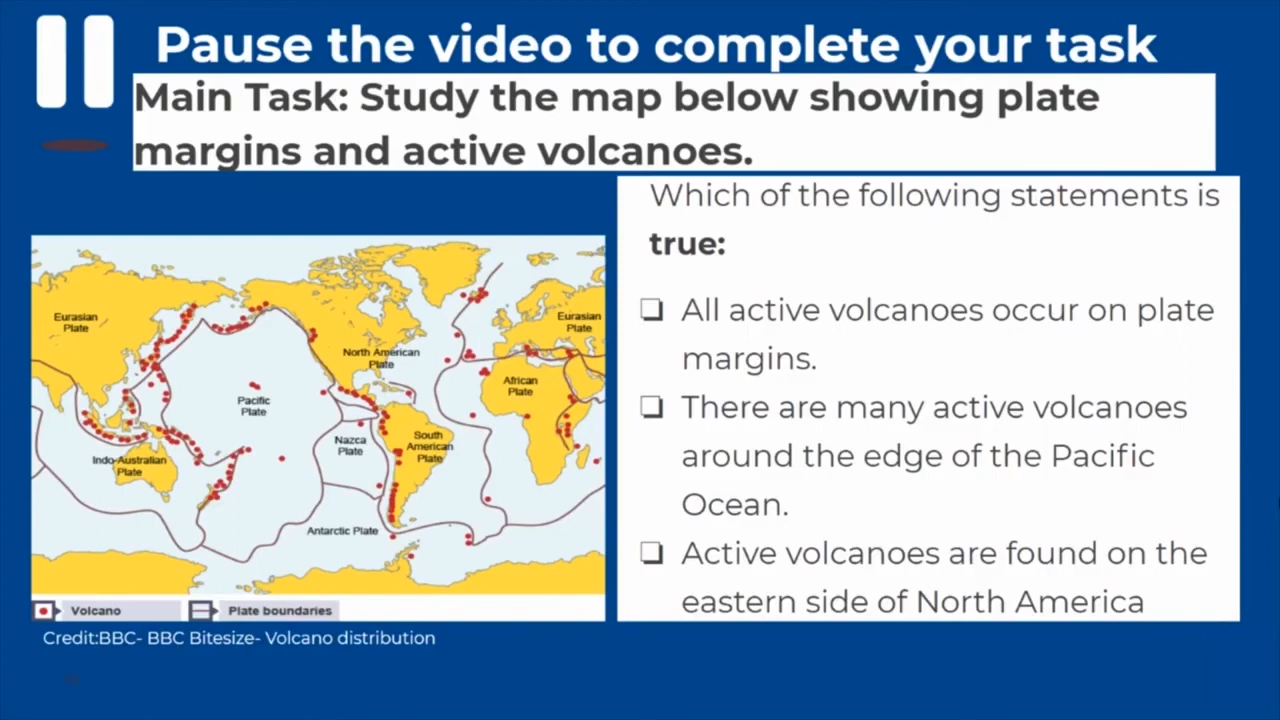 Pause the video to complete your task
Main Task: Study the map below showing plate
margins and active volcanoes.
Which of the following statements is
true:
❏ All active volcanoes occur on plate
margins.
❏ There are many active volcanoes
around the edge of the Pacific
Ocean.
❏ Active volcanoes are found on the
eastern side of North America
Eurasian
Plate
North American
Plate
Eurasian
Plate
African
Plate
Pacific
Plate
Nazca
Plate
South
American
Plate
Indo-Australian
Plate
Antarctic Plate
Volcano
Plate boundaries
Credit:BBC- BBC Bitesize- Volcano distribution